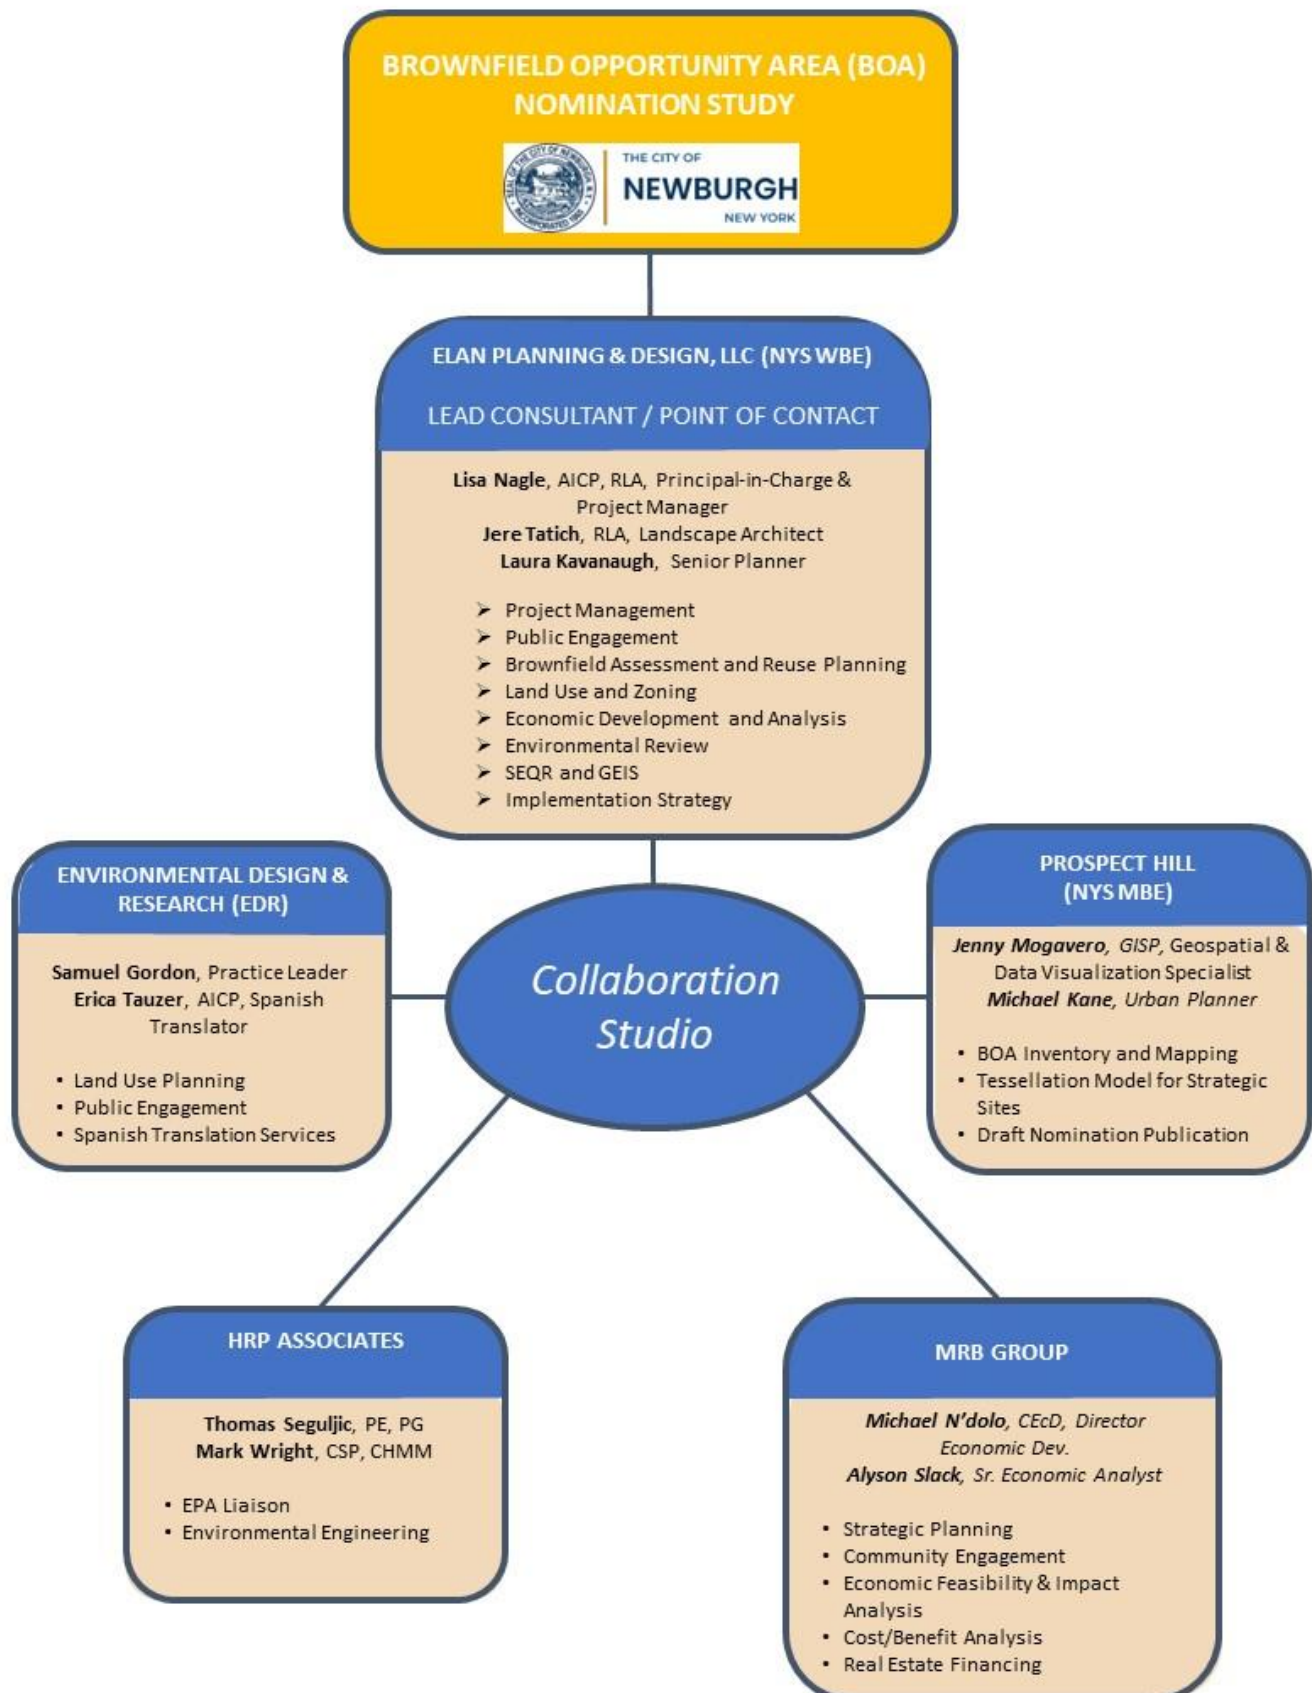 BROWNFIELD OPPORTUNITY AREA (BOA)
NOMINATION STUDY
SEAL OF THE CITY OF NEWBURGH N.Y.
INCORPORATED 1865
THE CITY OF
NEWBURGH
NEW YORK
ELAN PLANNING & DESIGN, LLC (NYS WBE)
LEAD CONSULTANT / POINT OF CONTACT
Lisa Nagle, AICP, RLA, Principal-in-Charge &
Project Manager
Jere Tatich, RLA, Landscape Architect
Laura Kavanaugh, Senior Planner
➢ Project Management
➢ Public Engagement
➢ Brownfield Assessment and Reuse Planning
➢ Land Use and Zoning
➢ Economic Development and Analysis
➢ Environmental Review
➢ SEQR and GEIS
➢ Implementation Strategy
ENVIRONMENTAL DESIGN &
RESEARCH (EDR)
Samuel Gordon, Practice Leader
Erica Tauzer, AICP, Spanish
Translator
• Land Use Planning
• Public Engagement
• Spanish Translation Services
Collaboration
Studio
PROSPECT HILL
(NYS MBE)
Jenny Mogavero, GISP, Geospatial &
Data Visualization Specialist
Michael Kane, Urban Planner
• BOA Inventory and Mapping
• Tessellation Model for Strategic
Sites
• Draft Nomination Publication
HRP ASSOCIATES
Thomas Seguljic, PE, PG
Mark Wright, CSP, CHMM
• EPA Liaison
• Environmental Engineering
MRB GROUP
Michael N'dolo, CEcD, Director
Economic Dev.
Alyson Slack, Sr. Economic Analyst
• Strategic Planning
• Community Engagement
• Economic Feasibility & Impact
Analysis
• Cost/Benefit Analysis
• Real Estate Financing